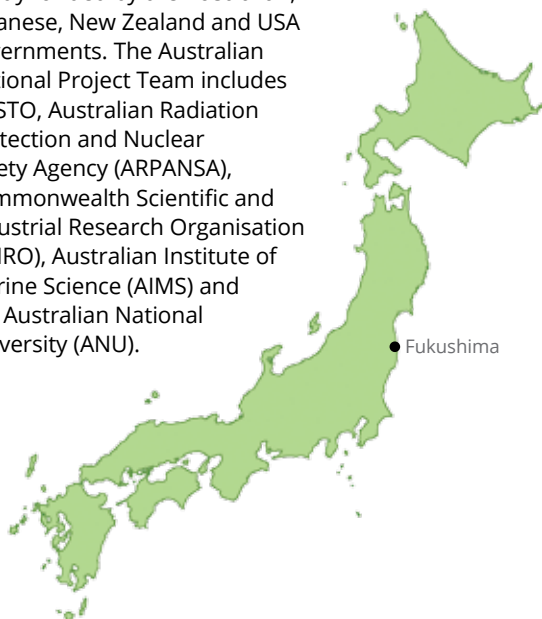 anese, New Zealand and USA
ernments. The Australian
tional Project Team includes
STO, Australian Radiation
tection and Nuclear
ety Agency (ARPANSA),
mmonwealth Scientific and
ustrial Research Organisation
IRO), Australian Institute of
rine Science (AIMS) and
Australian National
versity (ANU).
Fukushima